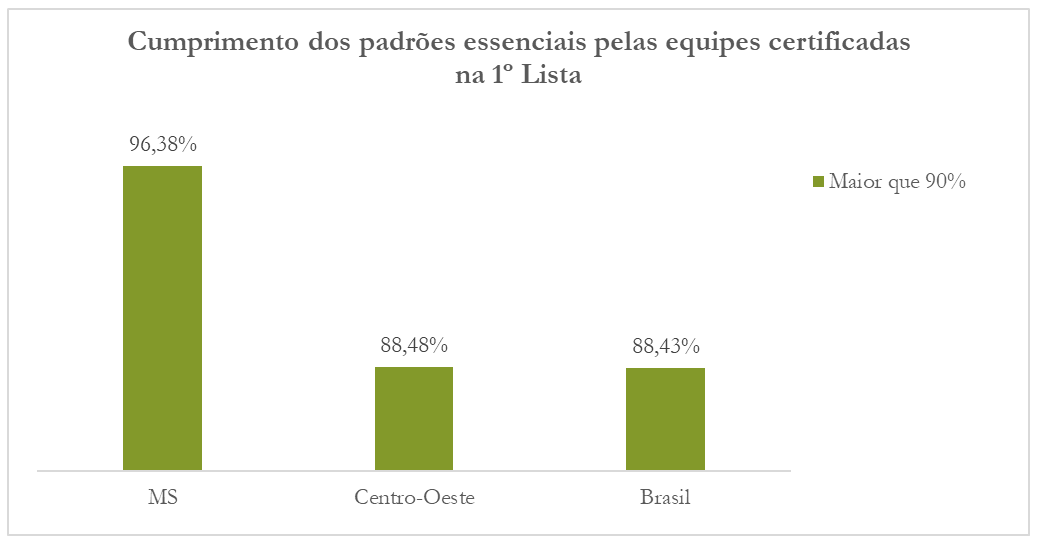 Cumprimento dos padrões essenciais pelas equipes certificadas
na 1º Lista
96,38%
Maior que 90%
88,48%
88,43%
MS
Centro-Oeste
Brasil